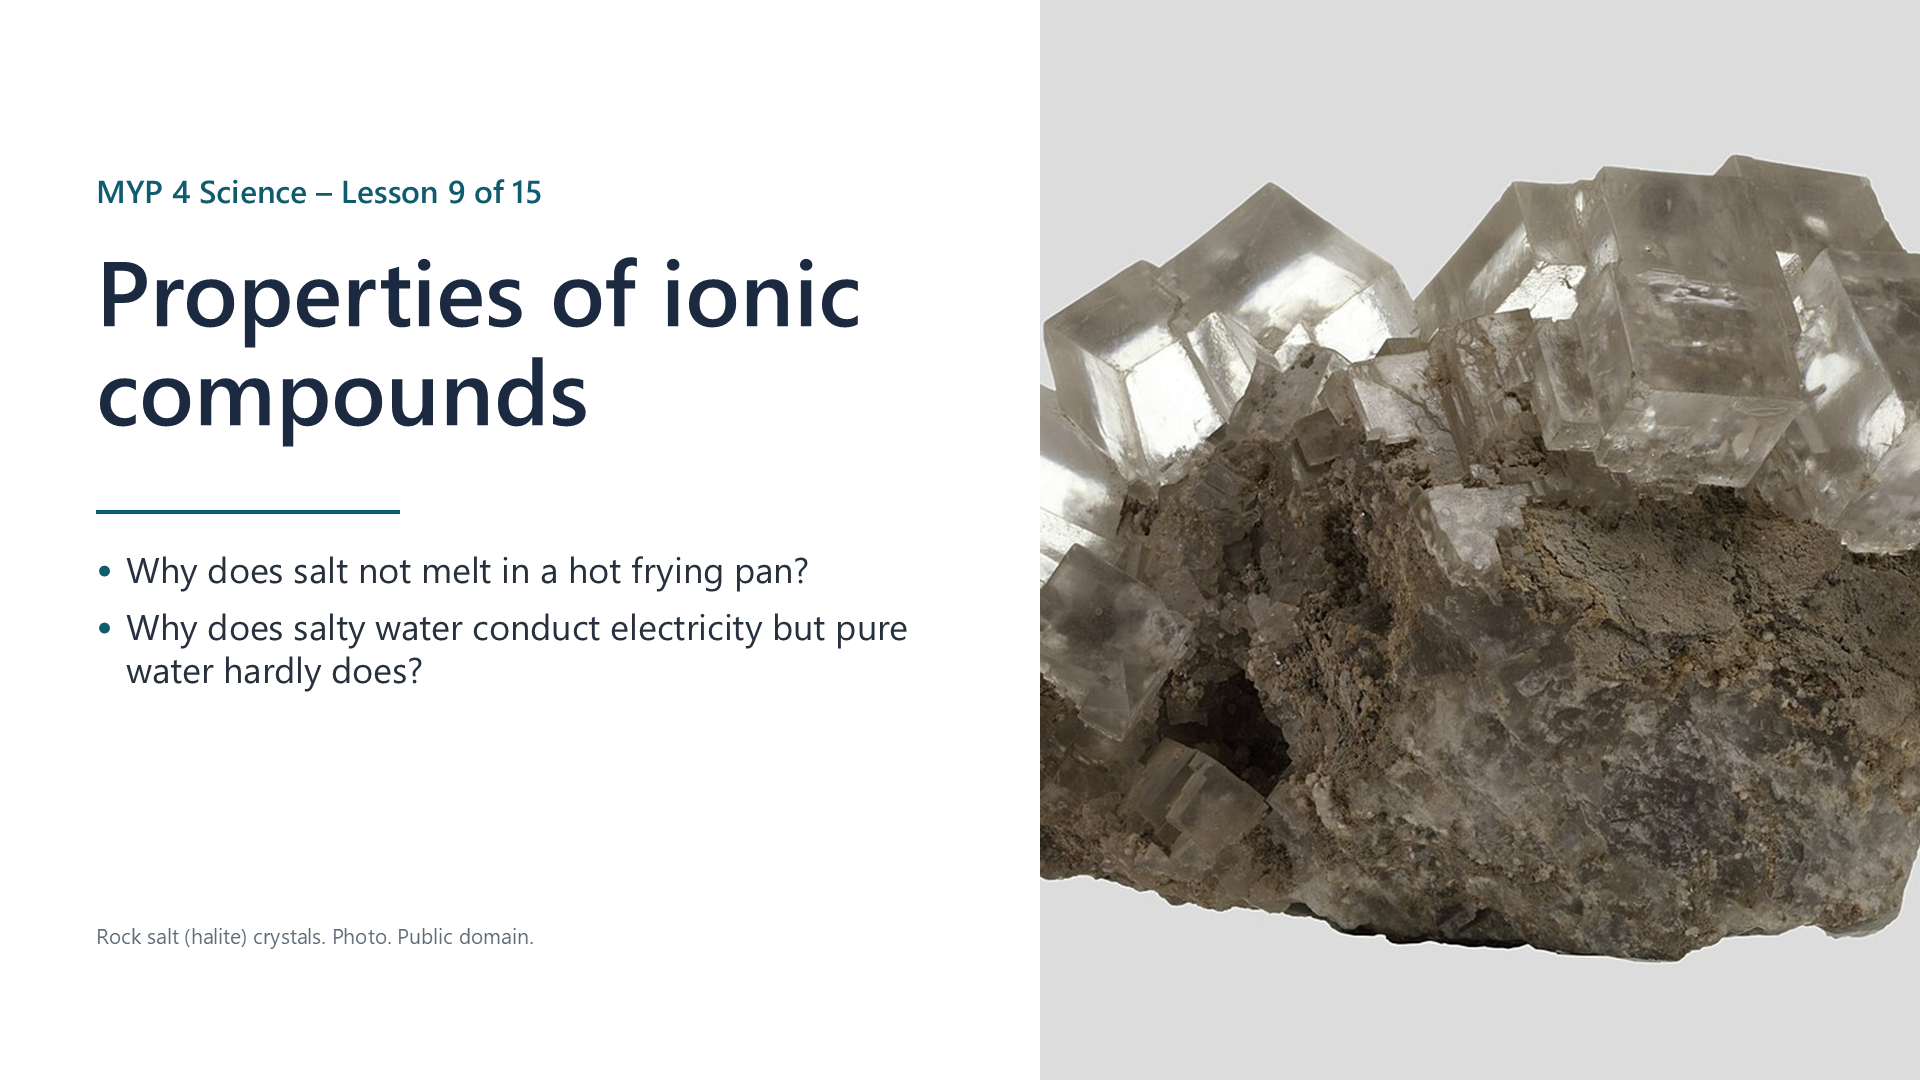 MYP 4 Science – Lesson 9 of 15
Properties of ionic
compounds
• Why does salt not melt in a hot frying pan?
• Why does salty water conduct electricity but pure
water hardly does?
Rock salt (halite) crystals. Photo. Public domain.